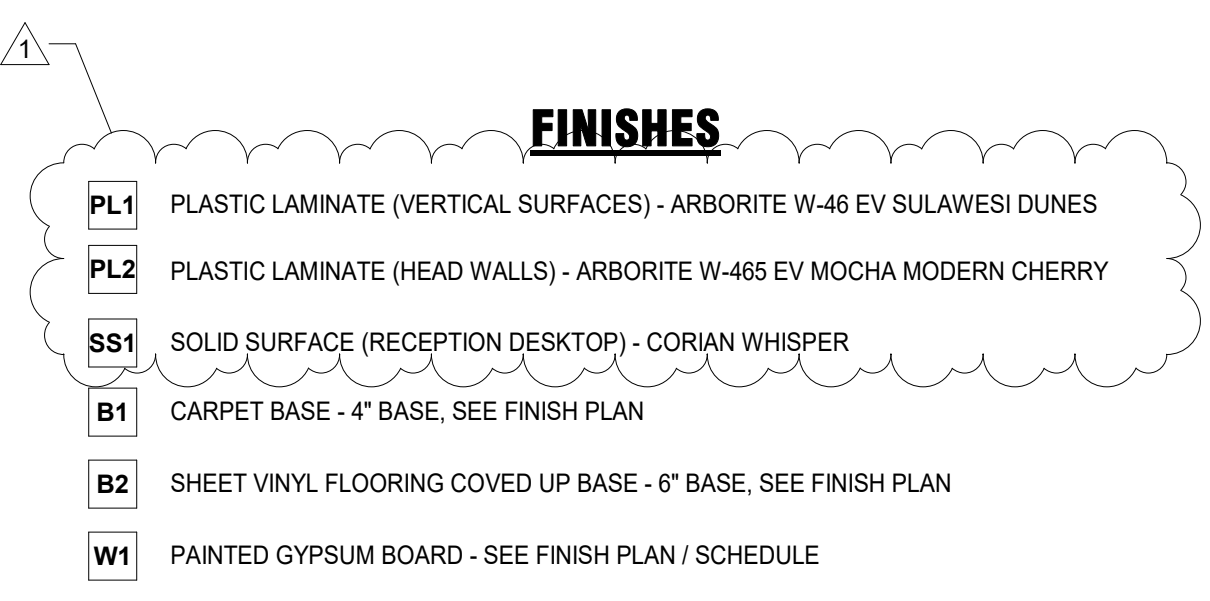 1
FINISHES
PL1 PLASTIC LAMINATE (VERTICAL SURFACES) - ARBORITE W-46 EV SULAWESI DUNES
PL2 PLASTIC LAMINATE (HEAD WALLS) - ARBORITE W-465 EV MOCHA MODERN CHERRY
SS1 SOLID SURFACE (RECEPTION DESKTOP) - CORIAN WHISPER
B1 CARPET BASE - 4" BASE, SEE FINISH PLAN
B2 SHEET VINYL FLOORING COVED UP BASE - 6" BASE, SEE FINISH PLAN
W1 PAINTED GYPSUM BOARD - SEE FINISH PLAN / SCHEDULE